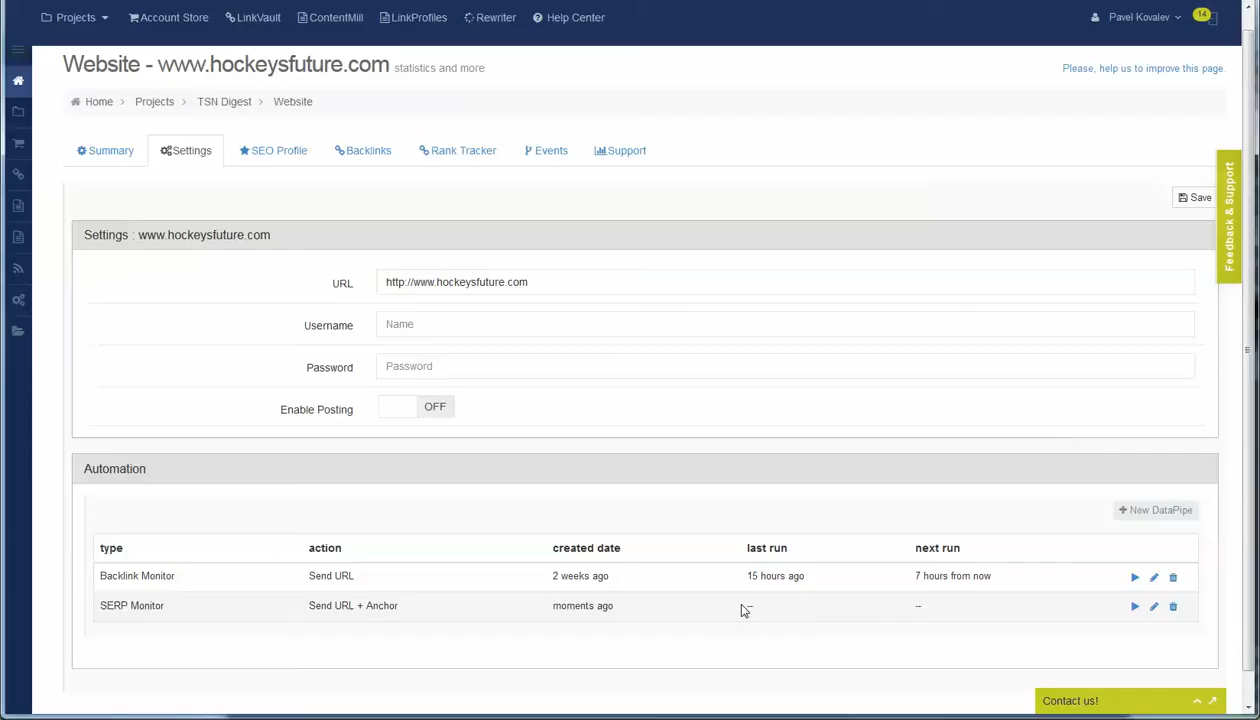 Projects Account Store LinkVault ContentMill LinkProfiles Rewriter Help Center Pavel Kovalev 14
Website - www.hockeysfuture.com statistics and more
Please, help us to improve this page.
Home > Projects > TSN Digest > Website
Summary Settings SEO Profile Backlinks Rank Tracker Events Support
Feedback & Support
Save
Settings : www.hockeysfuture.com
URL http://www.hockeysfuture.com
Username Name
Password Password
Enable Posting OFF
Automation
New DataPipe
type action created date last run next run
Backlink Monitor Send URL 2 weeks ago 15 hours ago 7 hours from now
SERP Monitor Send URL + Anchor moments ago -- --
Contact us!